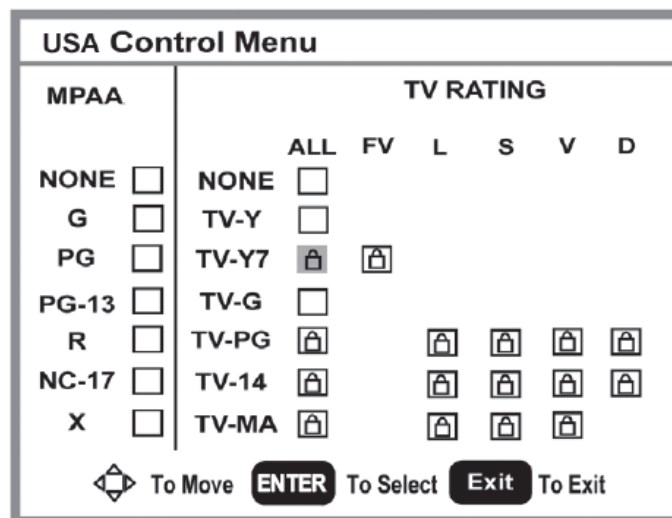 USA Control Menu
MPAA TV RATING
ALL FV L S V D
NONE NONE
G TV-Y
PG TV-Y7
PG-13 TV-G
R TV-PG
NC-17 TV-14
X TV-MA
To Move ENTER To Select Exit To Exit